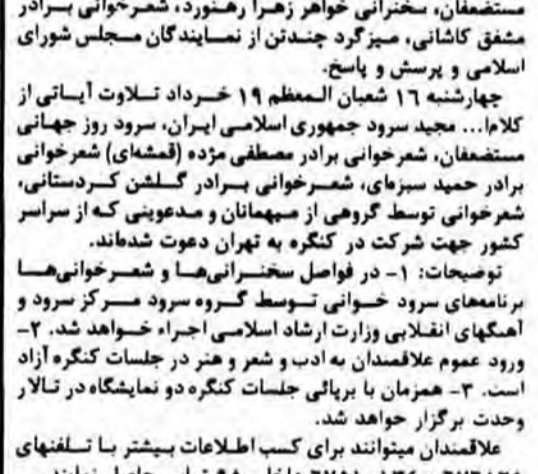 مستضعفان، سخنرانی خواهر زهرا رهنورد، شعرخوانی برادر
مشفق کاشانی، میزگرد چندتن از نمایندگان مجلس شورای
اسلامی و پرسش و پاسخ.
چهارشنبه ۱۶ شعبان المعظم ۱۹ خرداد تلاوت آیاتی از
کلام‌ا... مجید سرود جمهوری اسلامی ایران، سرود روز جهانی
مستضعفان، شعرخوانی برادر مصطفی مژده (قمشه‌ای) شعرخوانی
برادر حمید سبزه‌ای، شعرخوانی برادر گلشن کردستانی،
شعرخوانی توسط گروهی از میهمانان و مدعوینی که از سراسر
کشور جهت شرکت در کنگره به تهران دعوت شده‌اند.
توضیحات: ۱- در فواصل سخنرانی‌ها و شعرخوانی‌ها
برنامه‌های سرود خوانی توسط گروه سرود مرکز سرود و
آهنگهای انقلابی وزارت ارشاد اسلامی اجراء خواهد شد. ۲-
ورود عموم علاقمندان به ادب و شعر و هنر در جلسات کنگره آزاد
است. ۳- همزمان با برپائی جلسات کنگره دو نمایشگاه در تالار
وحدت برگزار خواهد شد.
علاقمندان میتوانند برای کسب اطلاعات بیشتر با تلفنهای